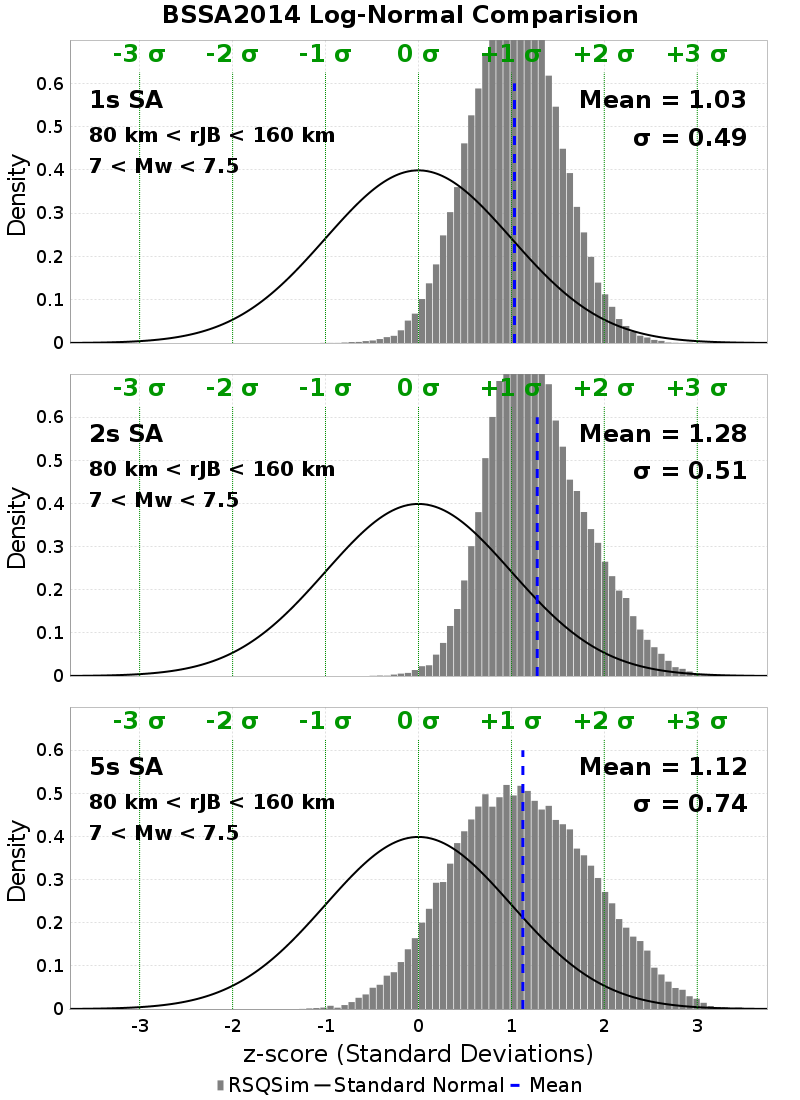 BSSA2014 Log-Normal Comparision
-3 σ -2 σ -1 σ 0 σ +1 σ +2 σ +3 σ
1s SA Mean = 1.03
80 km < rJB < 160 km σ = 0.49
7 < Mw < 7.5
0.6
0.5
0.4
0.3
0.2
0.1
0
Density
-3 σ -2 σ -1 σ 0 σ +1 σ +2 σ +3 σ
2s SA Mean = 1.28
80 km < rJB < 160 km σ = 0.51
7 < Mw < 7.5
0.6
0.5
0.4
0.3
0.2
0.1
0
Density
-3 σ -2 σ -1 σ 0 σ +1 σ +2 σ +3 σ
5s SA Mean = 1.12
80 km < rJB < 160 km σ = 0.74
7 < Mw < 7.5
0.6
0.5
0.4
0.3
0.2
0.1
0
Density
-3 -2 -1 0 1 2 3
z-score (Standard Deviations)
RSQSim Standard Normal Mean